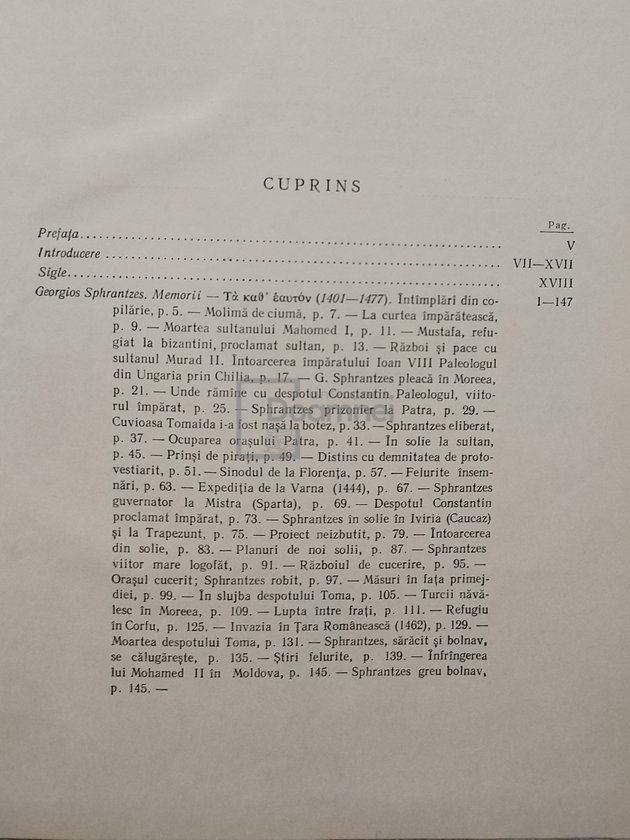 CUPRINS
Pag.
Prefața........................................................ V
Introducere ........................................................ VII—XVII
Sigle........................................................ XVIII
Georgios Sphrantzes. Memorii — Τὰ καθ' ἑαυτόν (1401—1477). Întîmplări din co- 1—147
pilărie, p. 5. — Molimă de ciumă, p. 7. — La curtea împărătească,
p. 9. — Moartea sultanului Mahomed I, p. 11. — Mustafa, refu-
giat la bizantini, proclamat sultan, p. 13. — Război și pace cu
sultanul Murad II. Întoarcerea împăratului Ioan VIII Paleologul
din Ungaria prin Chilia, p. 17. — G. Sphrantzes pleacă în Moreea,
p. 21. — Unde rămîne cu despotul Constantin Paleologul, viito-
rul împărat, p. 25. — Sphrantzes prizonier la Patra, p. 29. —
Cuvioasa Tomaida i-a fost nașă la botez, p. 33. — Sphrantzes eliberat,
p. 37. — Ocuparea orașului Patra, p. 41. — În solie la sultan,
p. 45. — Prinși de pirați, p. 49. — Distins cu demnitatea de proto-
vestiarit, p. 51. — Sinodul de la Florența, p. 57. — Felurite însem-
nări, p. 63. — Expediția de la Varna (1444), p. 67. — Sphrantzes
guvernator la Mistra (Sparta), p. 69. — Despotul Constantin
proclamat împărat, p. 73. — Sphrantzes în solie în Iviria (Caucaz)
și la Trapezunt, p. 75. — Proiect neizbutit, p. 79. — Întoarcerea
din solie, p. 83. — Planuri de noi solii, p. 87. — Sphrantzes
viitor mare logofăt, p. 91. — Războiul de cucerire, p. 95. —
Orașul cucerit; Sphrantzes robit, p. 97. — Măsuri în fața primej-
diei, p. 99. — În slujba despotului Toma, p. 105. — Turcii năvă-
lesc în Moreea, p. 109. — Lupta între frați, p. 111. — Refugiu
în Corfu, p. 125. — Invazia în Țara Românească (1462), p. 129. —
Moartea despotului Toma, p. 131. — Sphrantzes, sărăcit și bolnav,
se călugărește, p. 135. — Știri felurite, p. 139. — Înfrîngerea
lui Mohamed II în Moldova, p. 145. — Sphrantzes greu bolnav,
p. 145. —